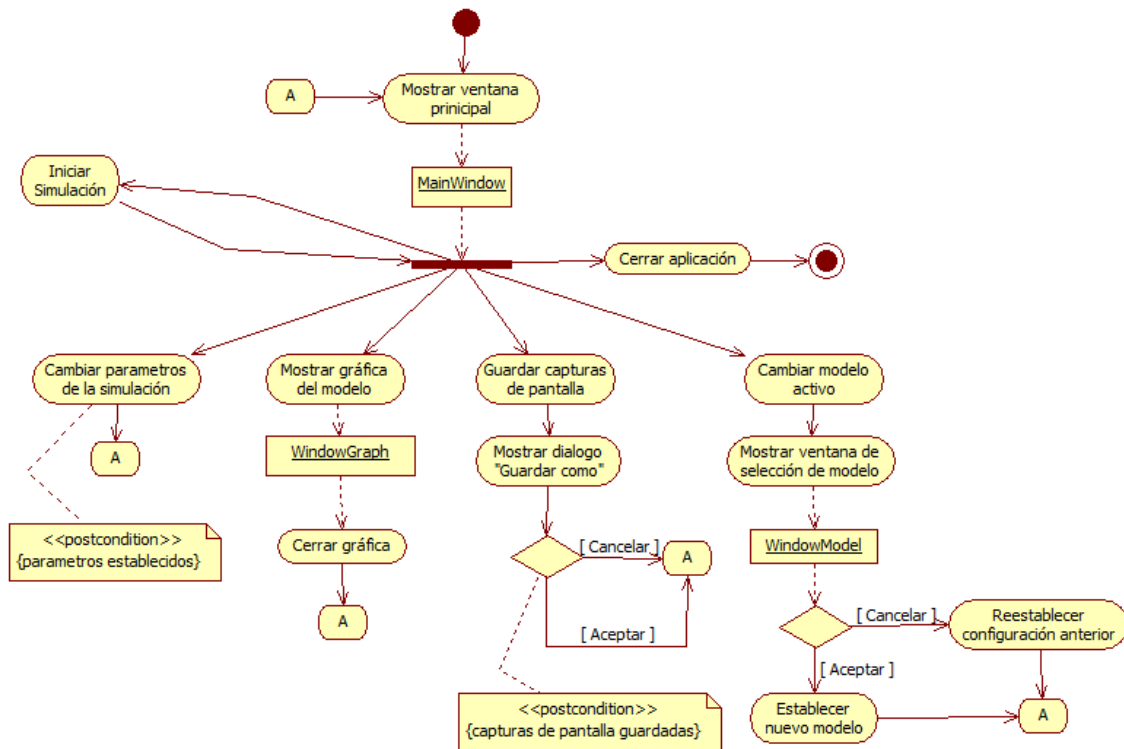 Mostrar ventana
prinicipal
A
MainWindow
Iniciar
Simulación
Cerrar aplicación
Cambiar parametros
de la simulación
Mostrar gráfica
del modelo
Guardar capturas
de pantalla
Cambiar modelo
activo
A
WindowGraph
Mostrar dialogo
"Guardar como"
Mostrar ventana de
selección de modelo
<<postcondition>>
{parametros establecidos}
Cerrar gráfica
A
[ Cancelar ]
A
[ Aceptar ]
WindowModel
[ Cancelar ]
Reestablecer
configuración anterior
[ Aceptar ]
<<postcondition>>
{capturas de pantalla guardadas}
Establecer
nuevo modelo
A